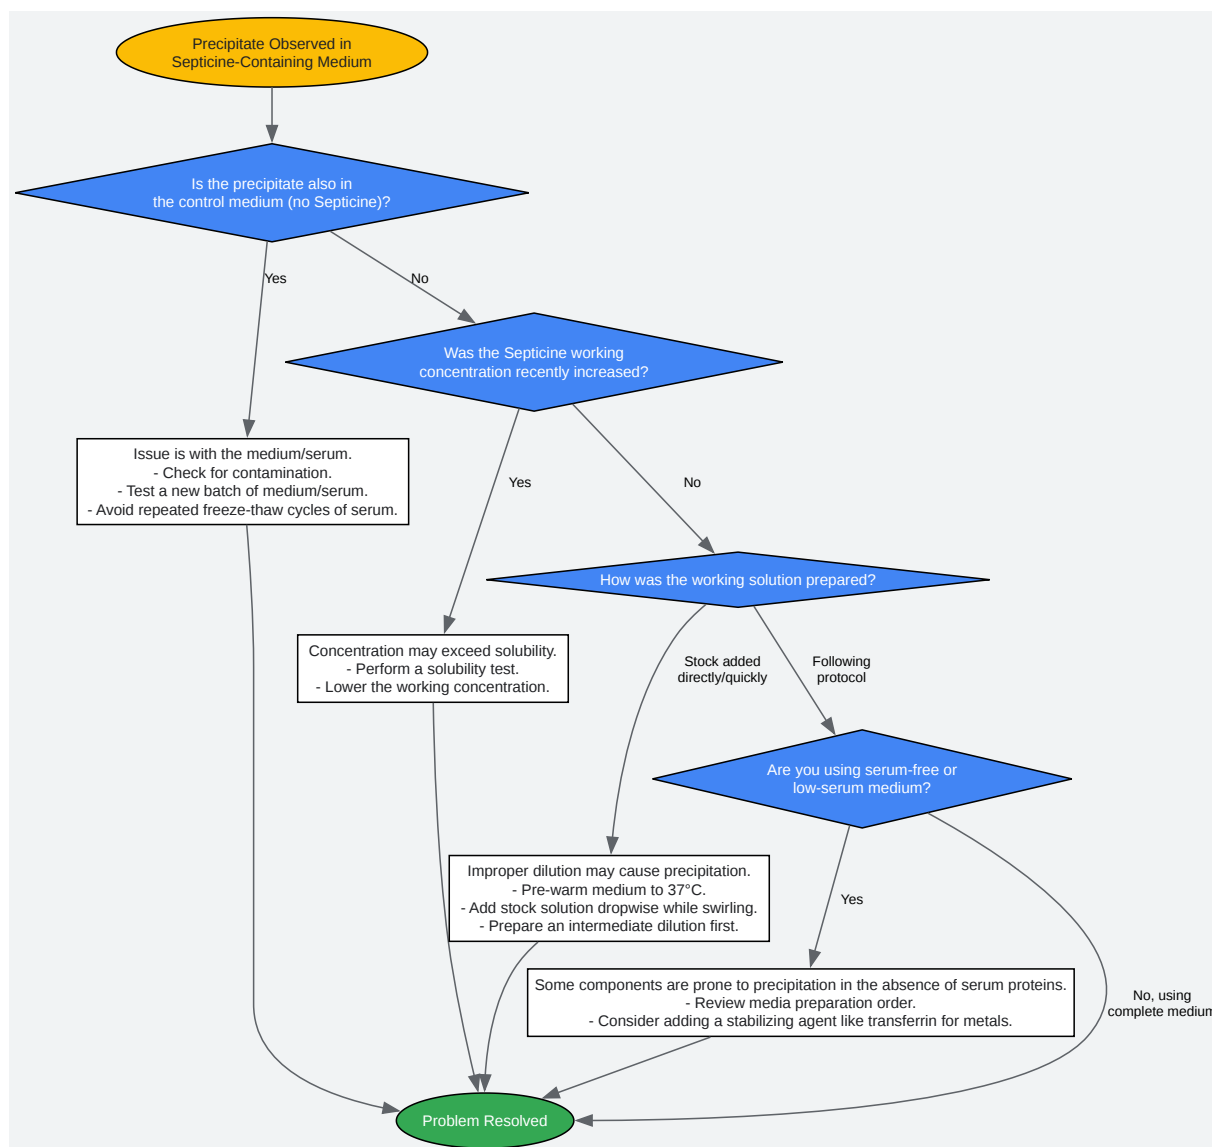 Precipitate Observed in
Septicine-Containing Medium
Is the precipitate also in
the control medium (no Septicine)?
Yes
No
Was the Septicine working
concentration recently increased?
Issue is with the medium/serum.
- Check for contamination.
- Test a new batch of medium/serum.
- Avoid repeated freeze-thaw cycles of serum.
Yes
No
How was the working solution prepared?
Concentration may exceed solubility.
- Perform a solubility test.
- Lower the working concentration.
Stock added
directly/quickly
Following
protocol
Are you using serum-free or
low-serum medium?
Improper dilution may cause precipitation.
- Pre-warm medium to 37°C.
- Add stock solution dropwise while swirling.
- Prepare an intermediate dilution first.
Yes
Some components are prone to precipitation in the absence of serum proteins.
- Review media preparation order.
- Consider adding a stabilizing agent like transferrin for metals.
No, using
complete medium
Problem Resolved